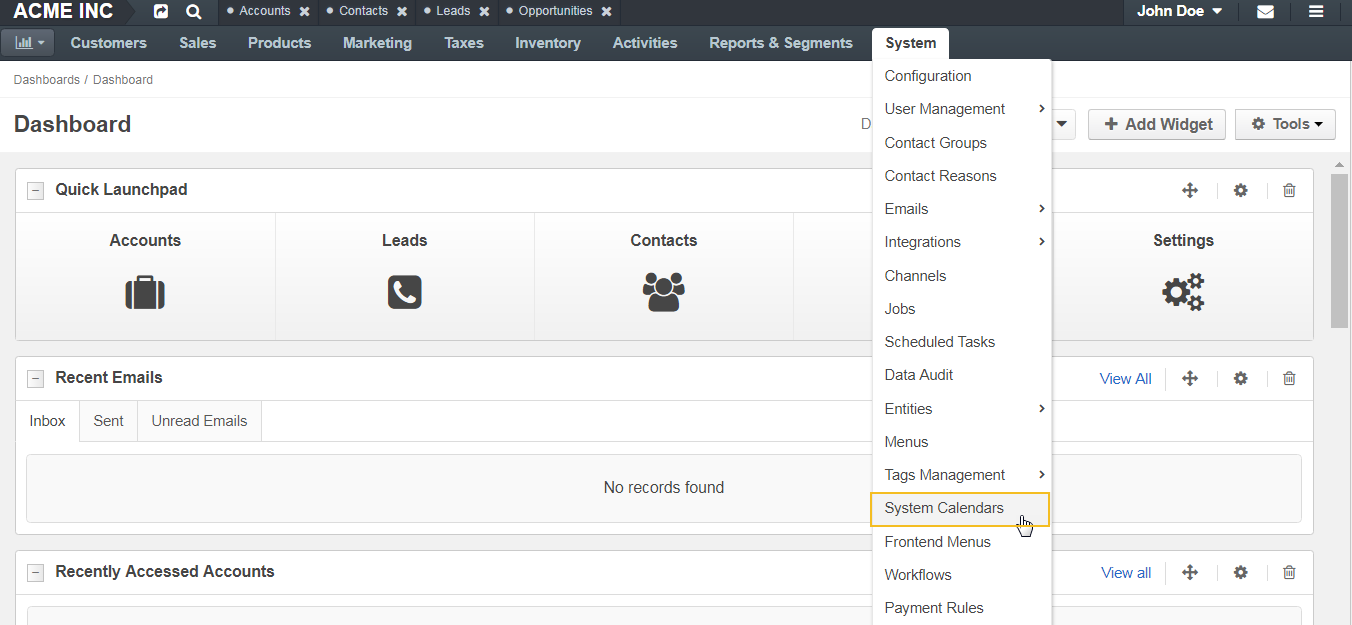 ACME INC
Accounts
Contacts
Leads
Opportunities
John Doe
Customers
Sales
Products
Marketing
Taxes
Inventory
Activities
Reports & Segments
System
Dashboards / Dashboard
Dashboard
D
Add Widget
Tools
Configuration
User Management
Contact Groups
Contact Reasons
Emails
Integrations
Channels
Jobs
Scheduled Tasks
Data Audit
Entities
Menus
Tags Management
System Calendars
Frontend Menus
Workflows
Payment Rules
Quick Launchpad
Accounts
Leads
Contacts
Settings
Recent Emails
View All
Inbox
Sent
Unread Emails
No records found
Recently Accessed Accounts
View all